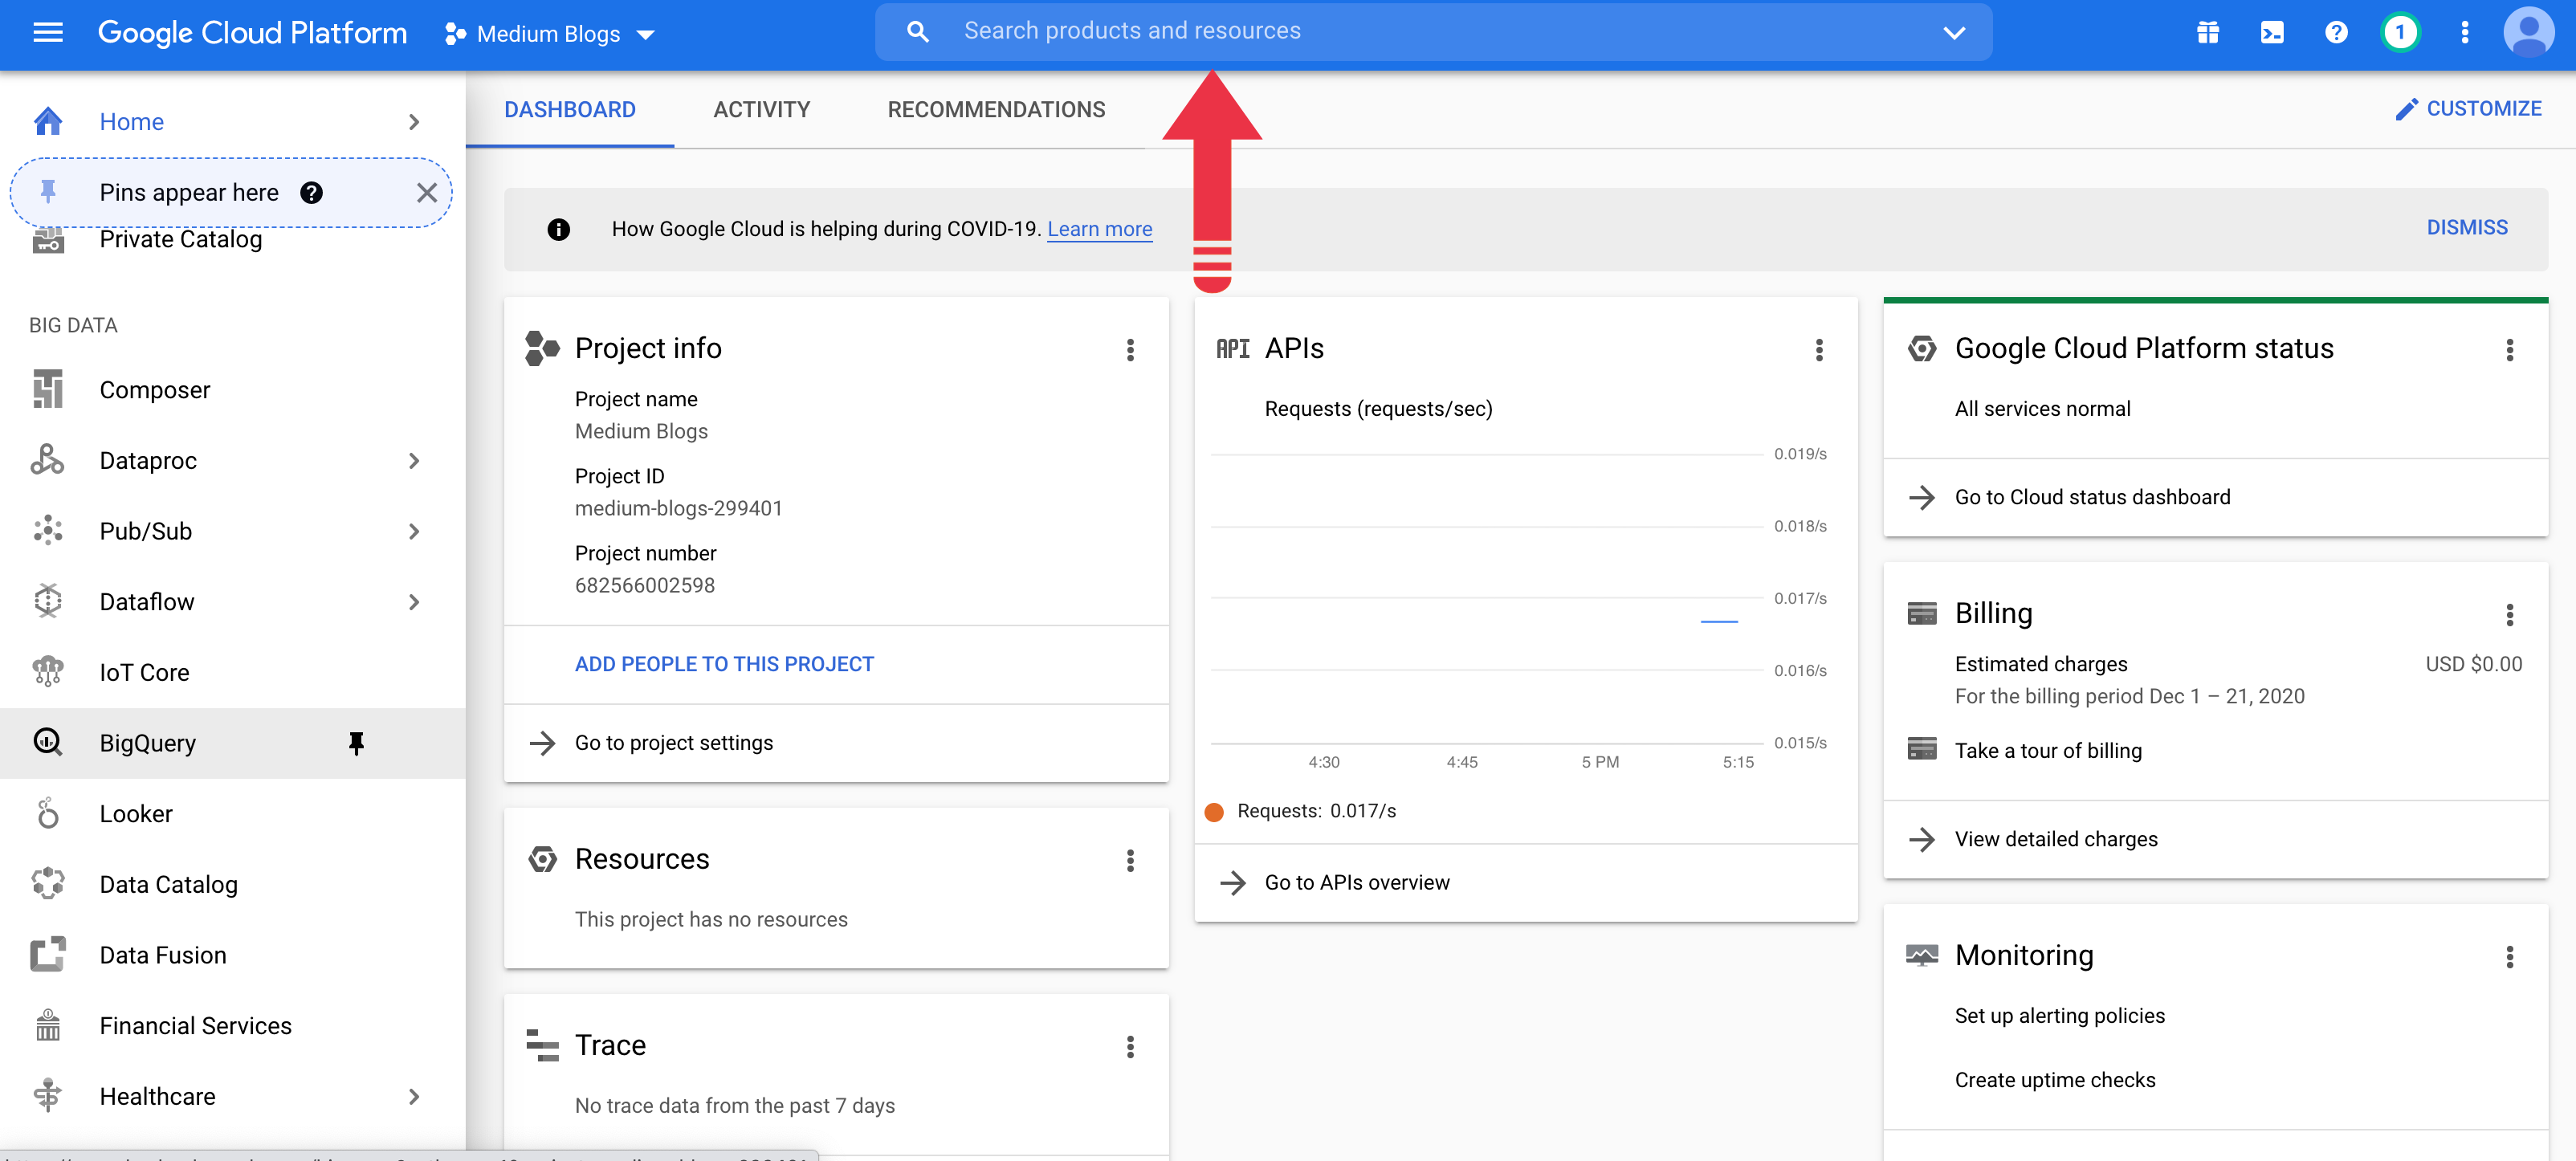 Google Cloud Platform
Medium Blogs
Search products and resources
1
Home
Pins appear here
Private Catalog
BIG DATA
Composer
Dataproc
Pub/Sub
Dataflow
IoT Core
BigQuery
Looker
Data Catalog
Data Fusion
Financial Services
Healthcare
DASHBOARD
ACTIVITY
RECOMMENDATIONS
CUSTOMIZE
How Google Cloud is helping during COVID-19. Learn more
DISMISS
Project info
Project name
Medium Blogs
Project ID
medium-blogs-299401
Project number
682566002598
ADD PEOPLE TO THIS PROJECT
Go to project settings
Resources
This project has no resources
Trace
No trace data from the past 7 days
API APIs
Requests (requests/sec)
0.019/s
0.018/s
0.017/s
0.016/s
0.015/s
4:30 4:45 5 PM 5:15
Requests: 0.017/s
Go to APIs overview
Google Cloud Platform status
All services normal
Go to Cloud status dashboard
Billing
Estimated charges USD $0.00
For the billing period Dec 1 – 21, 2020
Take a tour of billing
View detailed charges
Monitoring
Set up alerting policies
Create uptime checks